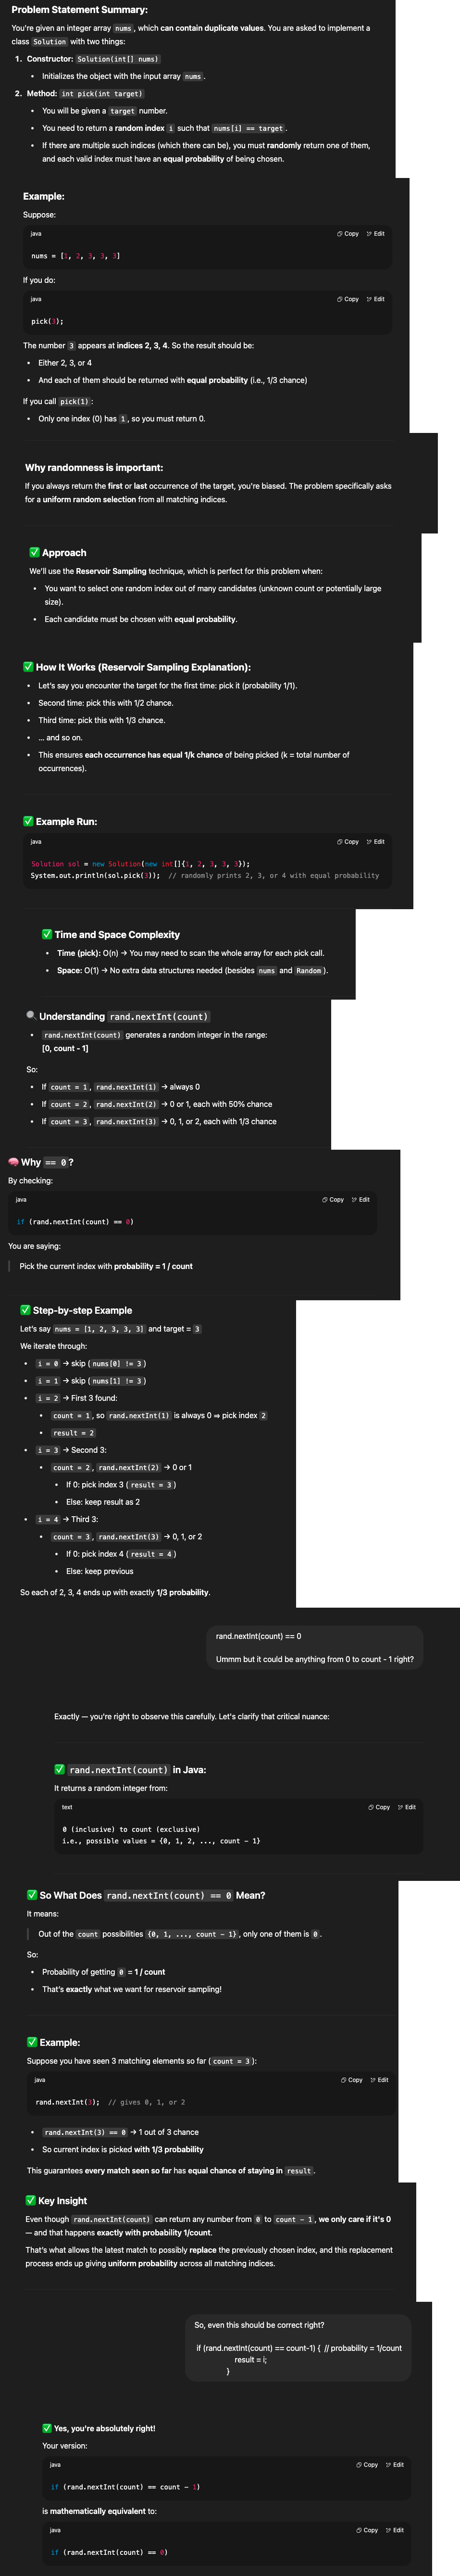 Problem Statement Summary:
You're given an integer array nums, which can contain duplicate values. You are asked to implement a
class Solution with two things:
1. Constructor: Solution(int[] nums)
• Initializes the object with the input array nums.
2. Method: int pick(int target)
• You will be given a target number.
• You need to return a random index i such that nums[i] == target.
• If there are multiple such indices (which there can be), you must randomly return one of them,
and each valid index must have an equal probability of being chosen.
Example:
Suppose:
java Copy Edit
nums = [1, 2, 3, 3, 3]
If you do:
java Copy Edit
pick(3);
The number 3 appears at indices 2, 3, 4. So the result should be:
• Either 2, 3, or 4
• And each of them should be returned with equal probability (i.e., 1/3 chance)
If you call pick(1):
• Only one index (0) has 1, so you must return 0.
Why randomness is important:
If you always return the first or last occurrence of the target, you're biased. The problem specifically asks
for a uniform random selection from all matching indices.
✅ Approach
We'll use the Reservoir Sampling technique, which is perfect for this problem when:
• You want to select one random index out of many candidates (unknown count or potentially large
size).
• Each candidate must be chosen with equal probability.
✅ How It Works (Reservoir Sampling Explanation):
• Let's say you encounter the target for the first time: pick it (probability 1/1).
• Second time: pick this with 1/2 chance.
• Third time: pick this with 1/3 chance.
• ... and so on.
• This ensures each occurrence has equal 1/k chance of being picked (k = total number of
occurrences).
✅ Example Run:
java Copy Edit
Solution sol = new Solution(new int[]{1, 2, 3, 3, 3});
System.out.println(sol.pick(3)); // randomly prints 2, 3, or 4 with equal probability
✅ Time and Space Complexity
• Time (pick): O(n) → You may need to scan the whole array for each pick call.
• Space: O(1) → No extra data structures needed (besides nums and Random).
🔍 Understanding rand.nextInt(count)
• rand.nextInt(count) generates a random integer in the range:
[0, count - 1]
So:
• If count = 1, rand.nextInt(1) → always 0
• If count = 2, rand.nextInt(2) → 0 or 1, each with 50% chance
• If count = 3, rand.nextInt(3) → 0, 1, or 2, each with 1/3 chance
🧠 Why == 0?
By checking:
java Copy Edit
if (rand.nextInt(count) == 0)
You are saying:
Pick the current index with probability = 1 / count
✅ Step-by-step Example
Let's say nums = [1, 2, 3, 3, 3] and target = 3
We iterate through:
• i = 0 → skip (nums[0] != 3)
• i = 1 → skip (nums[1] != 3)
• i = 2 → First 3 found:
• count = 1, so rand.nextInt(1) is always 0 ⇒ pick index 2
• result = 2
• i = 3 → Second 3:
• count = 2, rand.nextInt(2) → 0 or 1
• If 0: pick index 3 (result = 3)
• Else: keep result as 2
• i = 4 → Third 3:
• count = 3, rand.nextInt(3) → 0, 1, or 2
• If 0: pick index 4 (result = 4)
• Else: keep previous
So each of 2, 3, 4 ends up with exactly 1/3 probability.
rand.nextInt(count) == 0
Ummm but it could be anything from 0 to count - 1 right?
Exactly — you're right to observe this carefully. Let's clarify that critical nuance:
✅ rand.nextInt(count) in Java:
It returns a random integer from:
text Copy Edit
0 (inclusive) to count (exclusive)
i.e., possible values = {0, 1, 2, ..., count - 1}
✅ So What Does rand.nextInt(count) == 0 Mean?
It means:
Out of the count possibilities {0, 1, ..., count - 1}, only one of them is 0.
So:
• Probability of getting 0 = 1 / count
• That's exactly what we want for reservoir sampling!
✅ Example:
Suppose you have seen 3 matching elements so far (count = 3):
java Copy Edit
rand.nextInt(3); // gives 0, 1, or 2
• rand.nextInt(3) == 0 → 1 out of 3 chance
• So current index is picked with 1/3 probability
This guarantees every match seen so far has equal chance of staying in result.
✅ Key Insight
Even though rand.nextInt(count) can return any number from 0 to count - 1, we only care if it's 0
— and that happens exactly with probability 1/count.
That's what allows the latest match to possibly replace the previously chosen index, and this replacement
process ends up giving uniform probability across all matching indices.
So, even this should be correct right?
if (rand.nextInt(count) == count-1) { // probability = 1/count
result = i;
}
✅ Yes, you're absolutely right!
Your version:
java Copy Edit
if (rand.nextInt(count) == count - 1)
is mathematically equivalent to:
java Copy Edit
if (rand.nextInt(count) == 0)